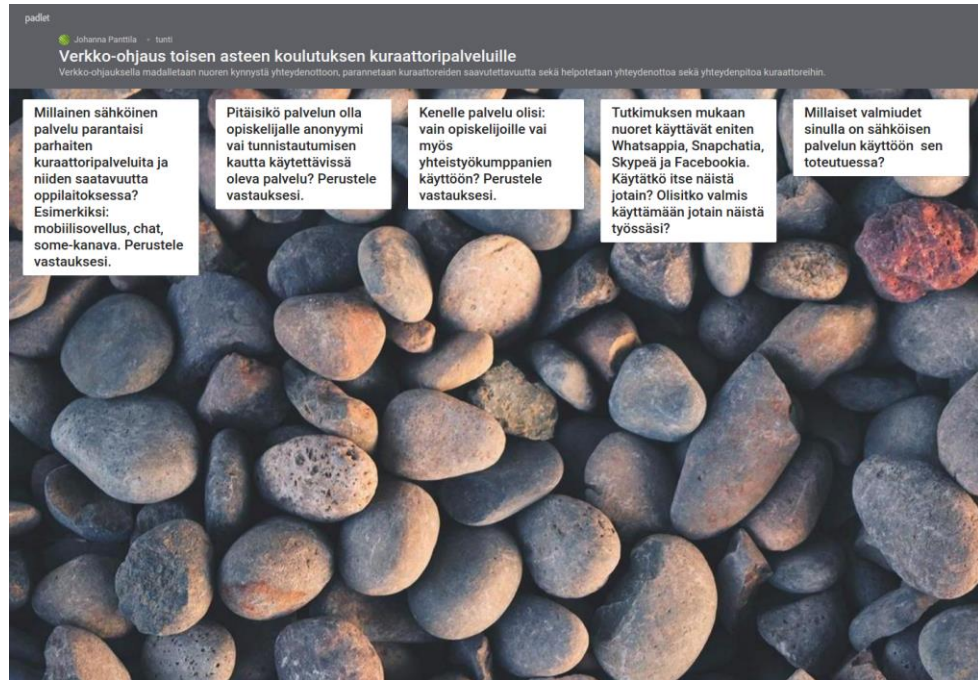 padlet
Johanna Panttila • tunti
Verkko-ohjaus toisen asteen koulutuksen kuraattoripalveluille
Verkko-ohjauksella madalletaan nuoren kynnystä yhteydenottoon, parannetaan kuraattoreiden saavutettavuutta sekä helpotetaan yhteydenottoa sekä yhteydenpitoa kuraattoreihin.
Millainen sähköinen
palvelu parantaisi
parhaiten
kuraattoripalveluita ja
niiden saatavuutta
oppilaitoksessa?
Esimerkiksi:
mobiilisovellus, chat,
some-kanava. Perustele
vastauksesi.
Pitäisikö palvelun olla
opiskelijalle anonyymi
vai tunnistautumisen
kautta käytettävissä
oleva palvelu? Perustele
vastauksesi.
Kenelle palvelu olisi:
vain opiskelijoille vai
myös
yhteistyökumppanien
käyttöön? Perustele
vastauksesi.
Tutkimuksen mukaan
nuoret käyttävät eniten
Whatsappia, Snapchatia,
Skypeä ja Facebookia.
Käytätkö itse näistä
jotain? Olisitko valmis
käyttämään jotain näistä
työssäsi?
Millaiset valmiudet
sinulla on sähköisen
palvelun käyttöön sen
toteutuessa?